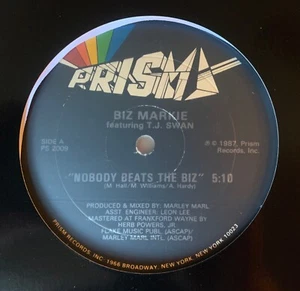 PRISM
BIZ MARKIE
featuring T.J. SWAN
SIDE A
PS 2008
℗ © 1987, Prism
Records, Inc.
"NOBODY BEATS THE BIZ" 5:10
(M. Hall/M. Williams/A. Hardy)
PRODUCED & MIXED BY: MARLEY MARL
ASST. ENGINEER: LEON LEE
MASTERED AT FRANKFORD WAYNE BY
HERB POWERS, JR.
MUSIC PUBL. (ASCAP)/
MARLEY MARL INTL. (ASCAP)
PRISM RECORDS, INC. 1966 BROADWAY, NEW YORK, NEW YORK 10023